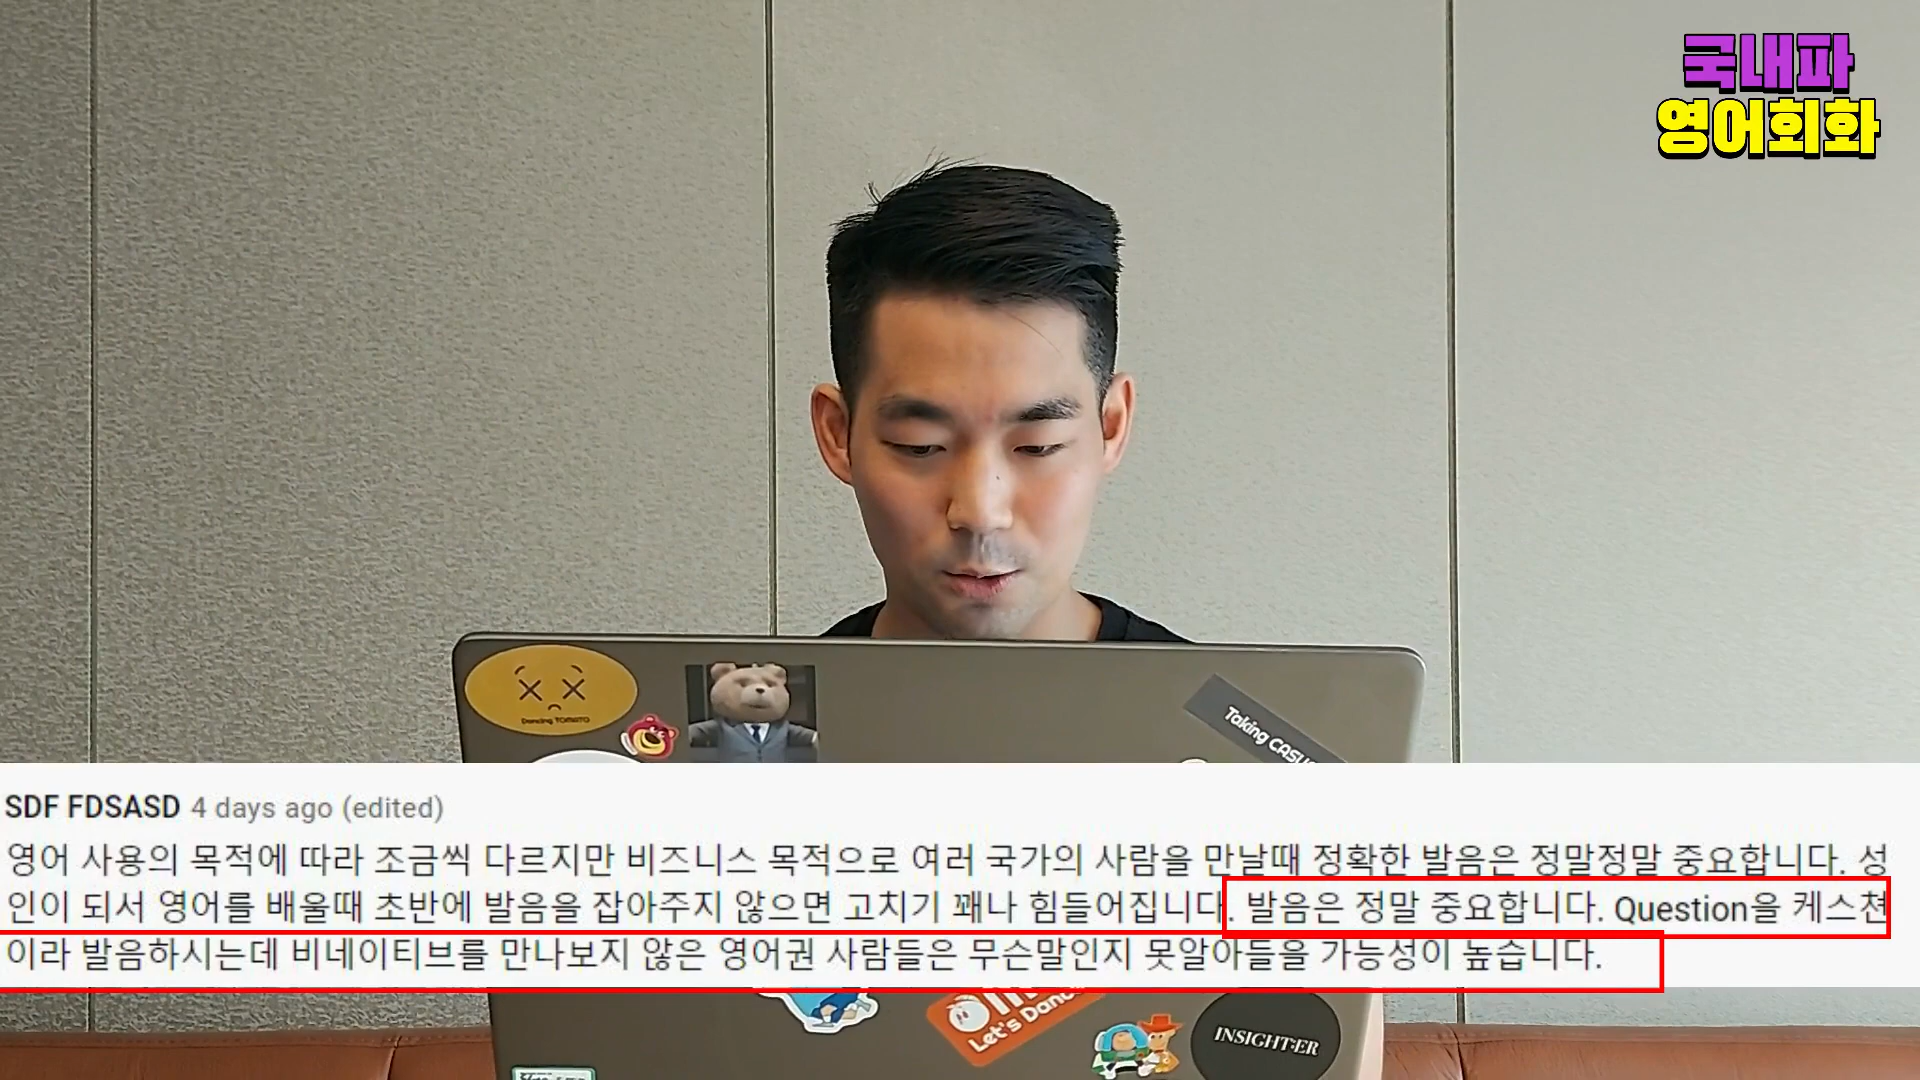 국내파
영어회화
Dancing TOMATO
Taking CASU
SDF FDSASD 4 days ago (edited)
영어 사용의 목적에 따라 조금씩 다르지만 비즈니스 목적으로 여러 국가의 사람을 만날때 정확한 발음은 정말정말 중요합니다. 성
인이 되서 영어를 배울때 초반에 발음을 잡아주지 않으면 고치기 꽤나 힘들어집니다. 발음은 정말 중요합니다. Question을 케스쳔
이라 발음하시는데 비네이티브를 만나보지 않은 영어권 사람들은 무슨말인지 못알아들을 가능성이 높습니다.
Let's Danc
INSIGHT:ER